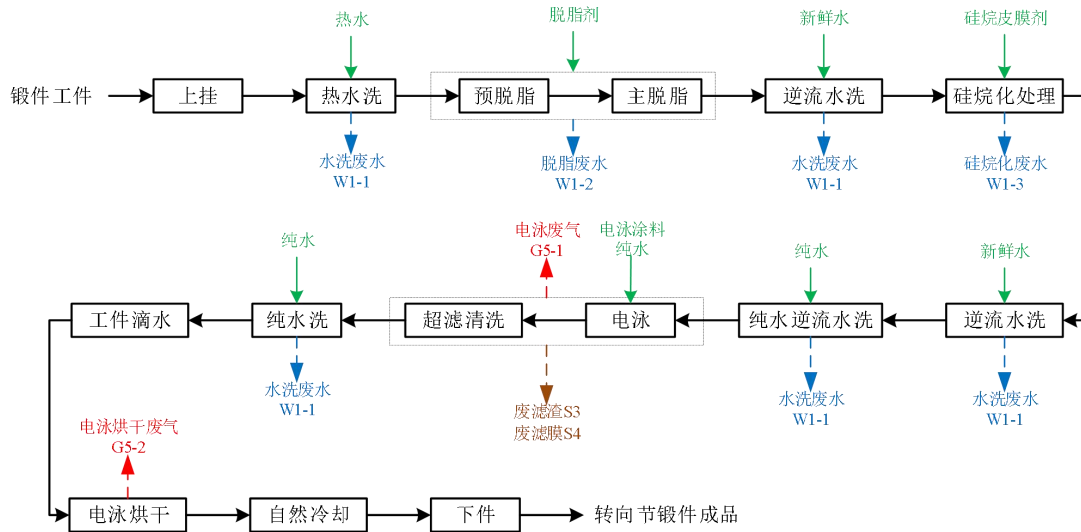 热水
脱脂剂
新鲜水
硅烷皮膜剂
锻件工件
上挂
热水洗
预脱脂
主脱脂
逆流水洗
硅烷化处理
水洗废水
W1-1
脱脂废水
W1-2
水洗废水
W1-1
硅烷化废水
W1-3
纯水
电泳废气
G5-1
电泳涂料
纯水
纯水
新鲜水
工件滴水
纯水洗
超滤清洗
电泳
纯水逆流水洗
逆流水洗
水洗废水
W1-1
废滤渣S3
废滤膜S4
水洗废水
W1-1
水洗废水
W1-1
电泳烘干废气
G5-2
电泳烘干
自然冷却
下件
转向节锻件成品